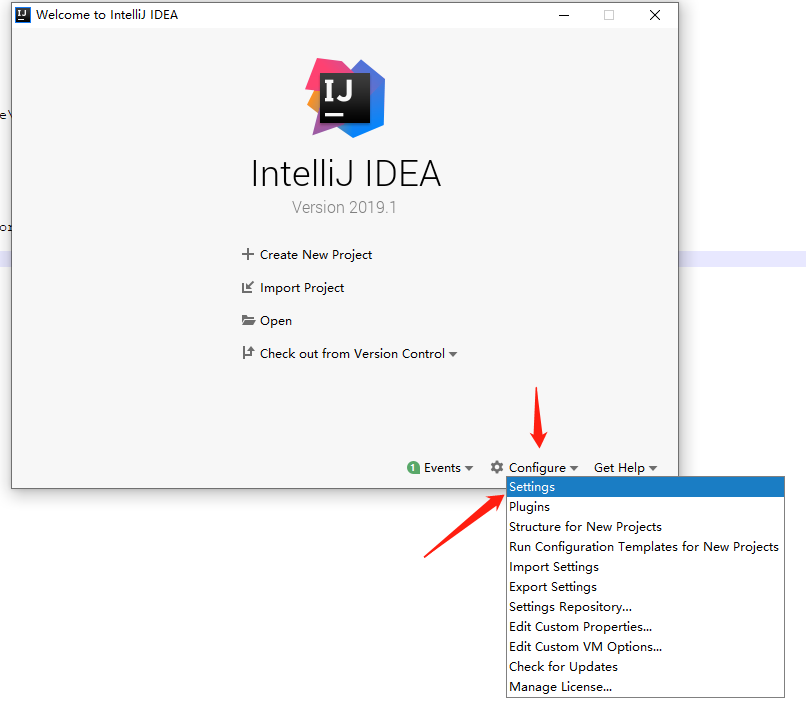 IJ Welcome to IntelliJ IDEA
IJ
IntelliJ IDEA
Version 2019.1
Create New Project
Import Project
Open
Check out from Version Control
1 Events
Configure
Get Help
Settings
Plugins
Structure for New Projects
Run Configuration Templates for New Projects
Import Settings
Export Settings
Settings Repository...
Edit Custom Properties...
Edit Custom VM Options...
Check for Updates
Manage License...